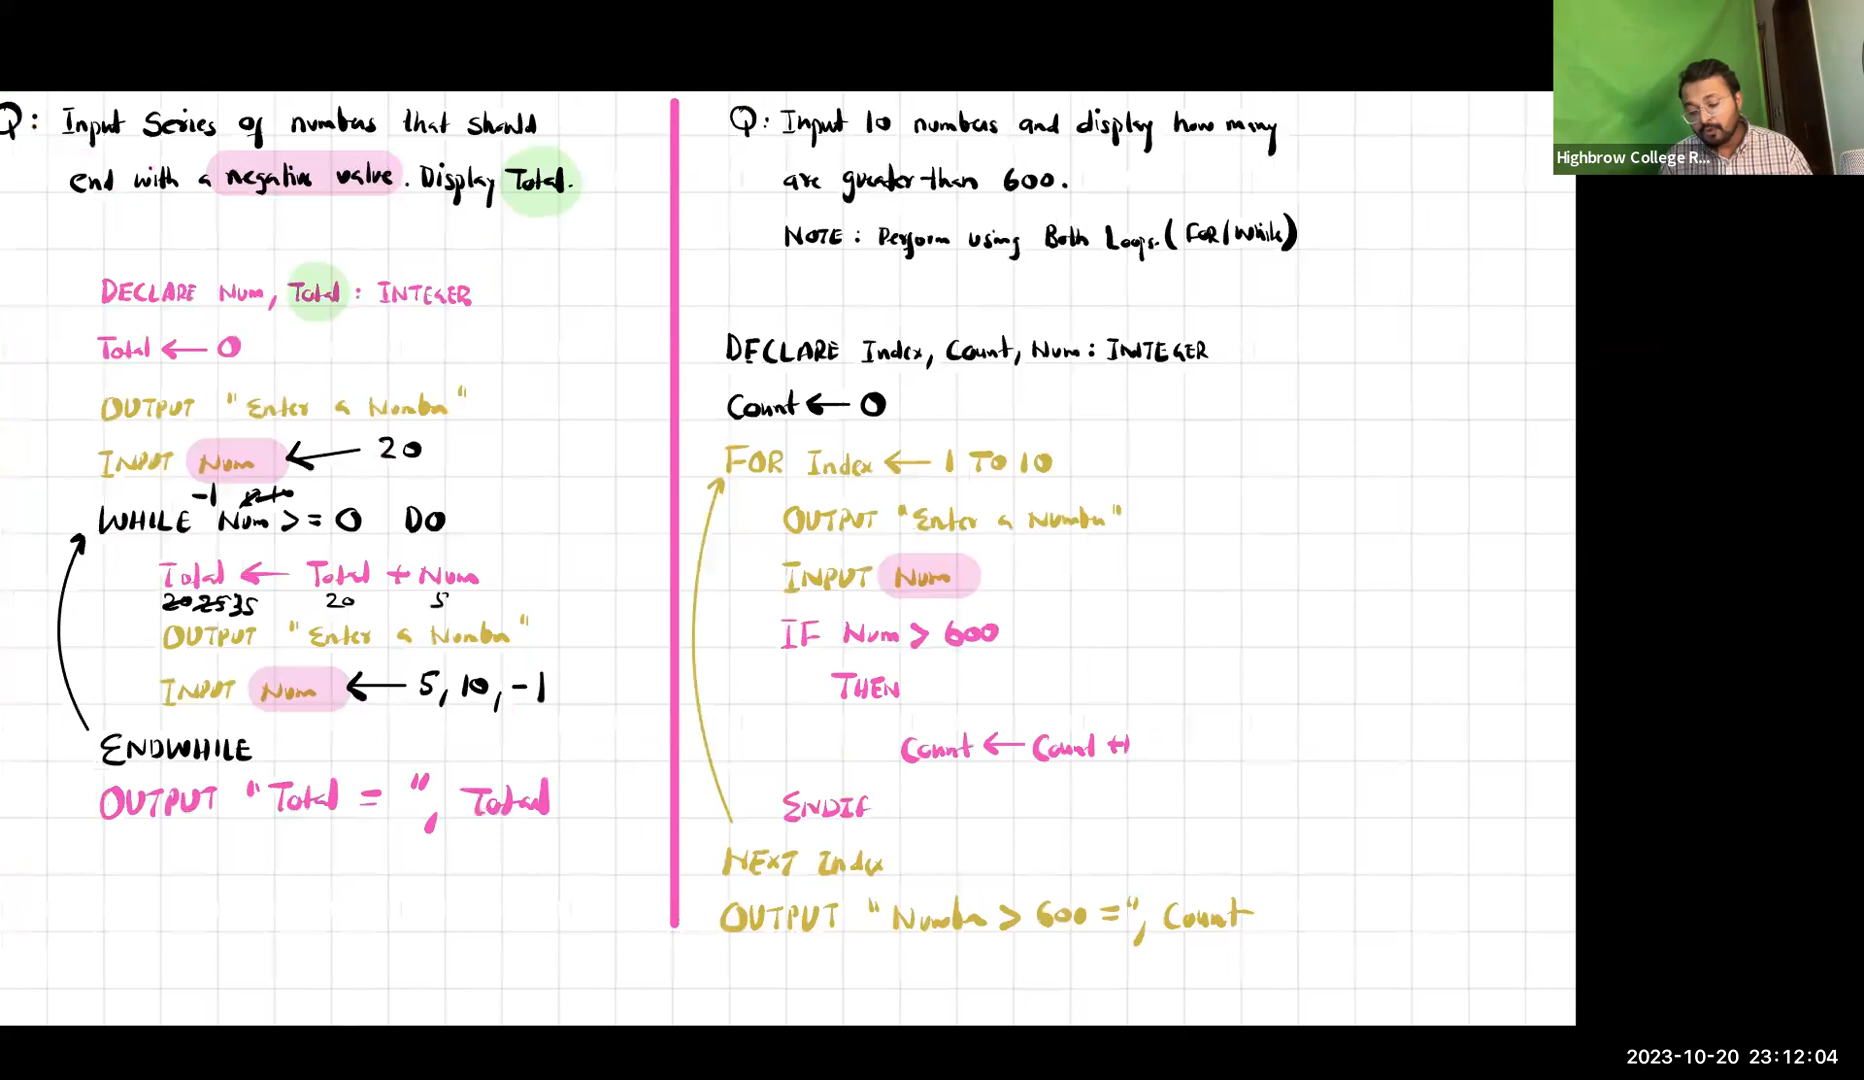 Q: Input Series of numbers that should
end with a negative value. Display Total.
DECLARE Num, Total : INTEGER
Total ← 0
OUTPUT "Enter a Number"
INPUT Num ← 20
-1
WHILE Num >= 0 DO
Total ← Total + Num
20 25 35 20 5
OUTPUT "Enter a Number"
INPUT Num ← 5, 10, -1
ENDWHILE
OUTPUT "Total = ", Total
Q: Input 10 numbers and display how many
are greater than 600.
NOTE: Perform using Both Loops. (FOR/While)
DECLARE Index, Count, Num: INTEGER
Count ← 0
FOR Index ← 1 TO 10
OUTPUT "Enter a Number"
INPUT Num
IF Num > 600
THEN
Count ← Count +1
ENDIF
NEXT Index
OUTPUT "Number > 600 =", Count
Highbrow College R...
2023-10-20 23:12:04